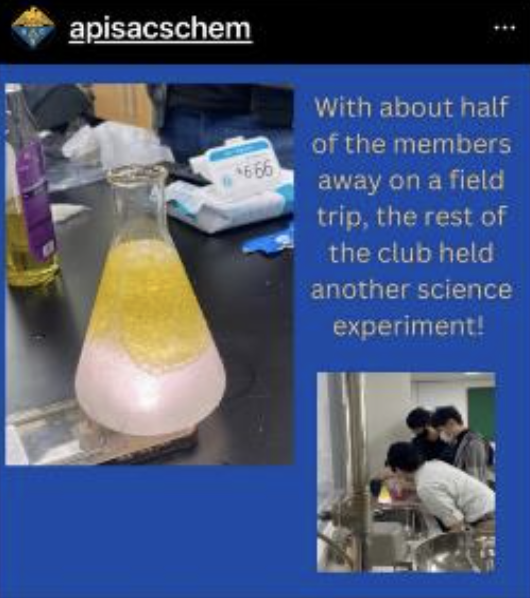 apisacschem
With about half
of the members
away on a field
trip, the rest of
the club held
another science
experiment!